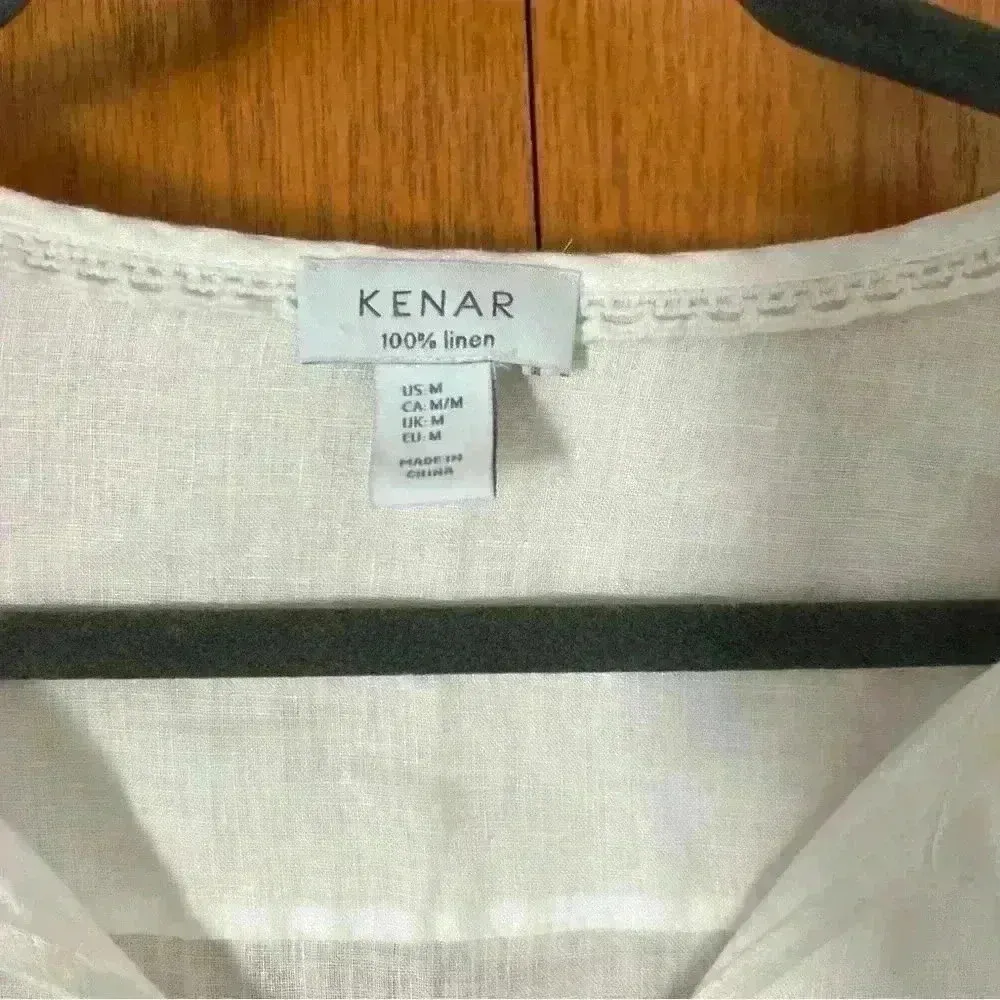 KENAR
100% linen
US: M
CA: M/M
UK: M
EU: M
MADE IN
CHINA